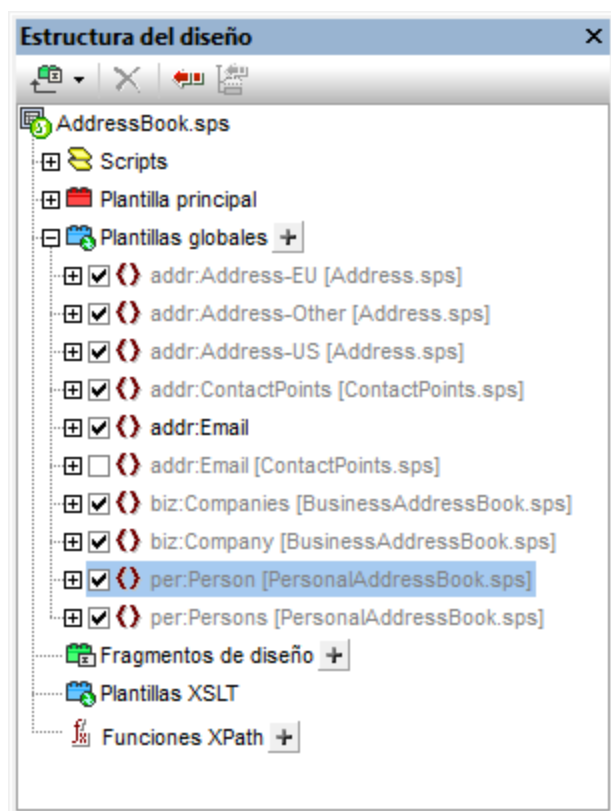 Estructura del diseño
AddressBook.sps
Scripts
Plantilla principal
Plantillas globales
addr:Address-EU [Address.sps]
addr:Address-Other [Address.sps]
addr:Address-US [Address.sps]
addr:ContactPoints [ContactPoints.sps]
addr:Email
addr:Email [ContactPoints.sps]
biz:Companies [BusinessAddressBook.sps]
biz:Company [BusinessAddressBook.sps]
per:Person [PersonalAddressBook.sps]
per:Persons [PersonalAddressBook.sps]
Fragmentos de diseño
Plantillas XSLT
Funciones XPath